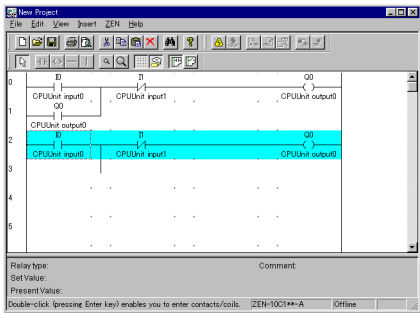 New Project
File Edit View Insert ZEN Help
0
I0 I1 Q0
CPUUnit input0 CPUUnit input1 CPUUnit output0
1
Q0
CPUUnit output0
2
I0 I1 Q0
CPUUnit input0 CPUUnit input1 CPUUnit output0
3
4
5
Relay type: Comment:
Set Value:
Present Value:
Double-click (pressing Enter key) enables you to enter contacts/coils. ZEN-10C1**-A Offline